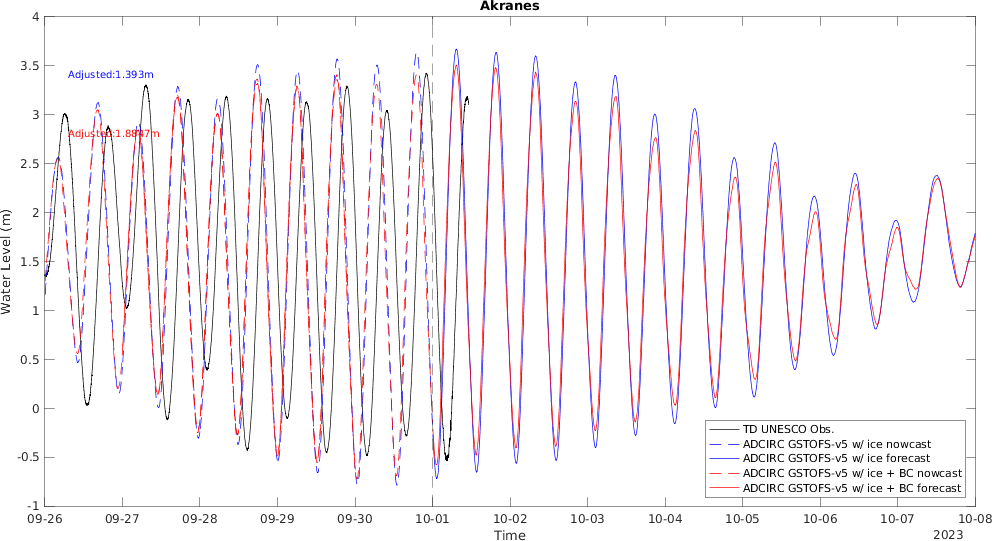 Akranes
4
3.5
3
2.5
2
1.5
1
0.5
0
-0.5
-1
Water Level (m)
Adjusted:1.393m
Adjusted:1.8847m
TD UNESCO Obs.
ADCIRC GSTOFS-v5 w/ ice nowcast
ADCIRC GSTOFS-v5 w/ ice forecast
ADCIRC GSTOFS-v5 w/ ice + BC nowcast
ADCIRC GSTOFS-v5 w/ ice + BC forecast
09-26 09-27 09-28 09-29 09-30 10-01 10-02 10-03 10-04 10-05 10-06 10-07 10-08
Time
2023